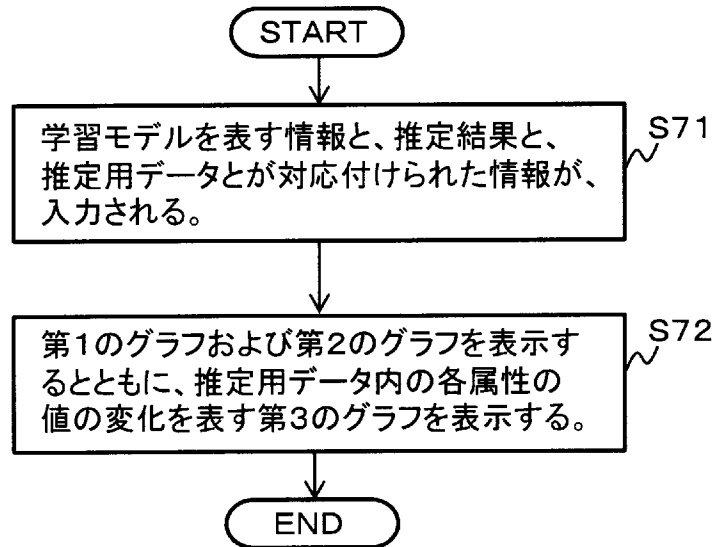 START
学習モデルを表す情報と、推定結果と、
推定用データとが対応付けられた情報が、
入力される。
S71
第1のグラフおよび第2のグラフを表示す
るとともに、推定用データ内の各属性の
値の変化を表す第3のグラフを表示する。
S72
END